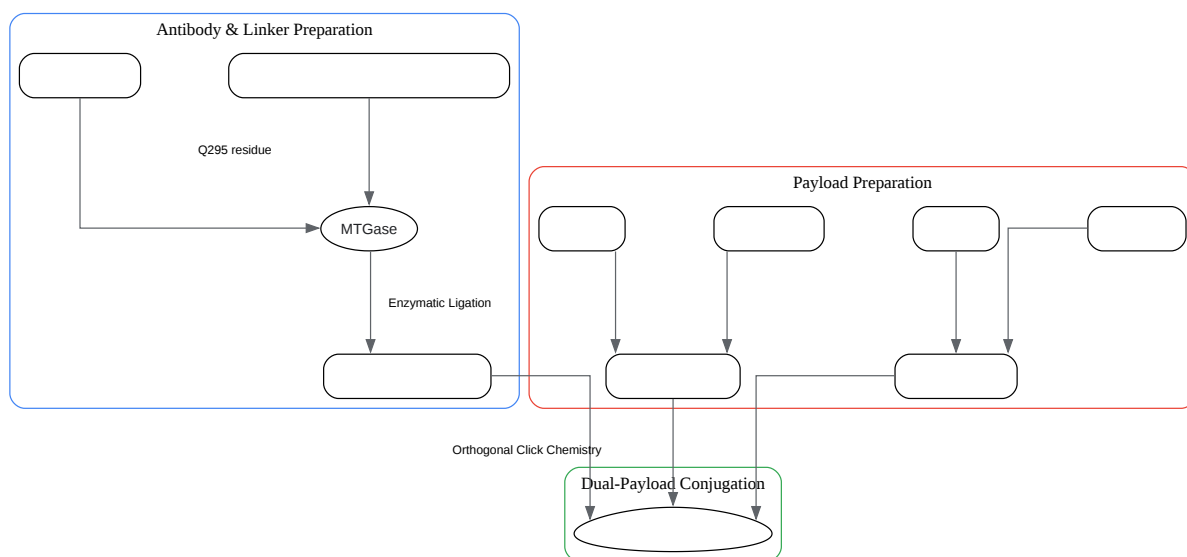 Antibody & Linker Preparation
Q295 residue
Payload Preparation
MTGase
Enzymatic Ligation
Orthogonal Click Chemistry
Dual-Payload Conjugation